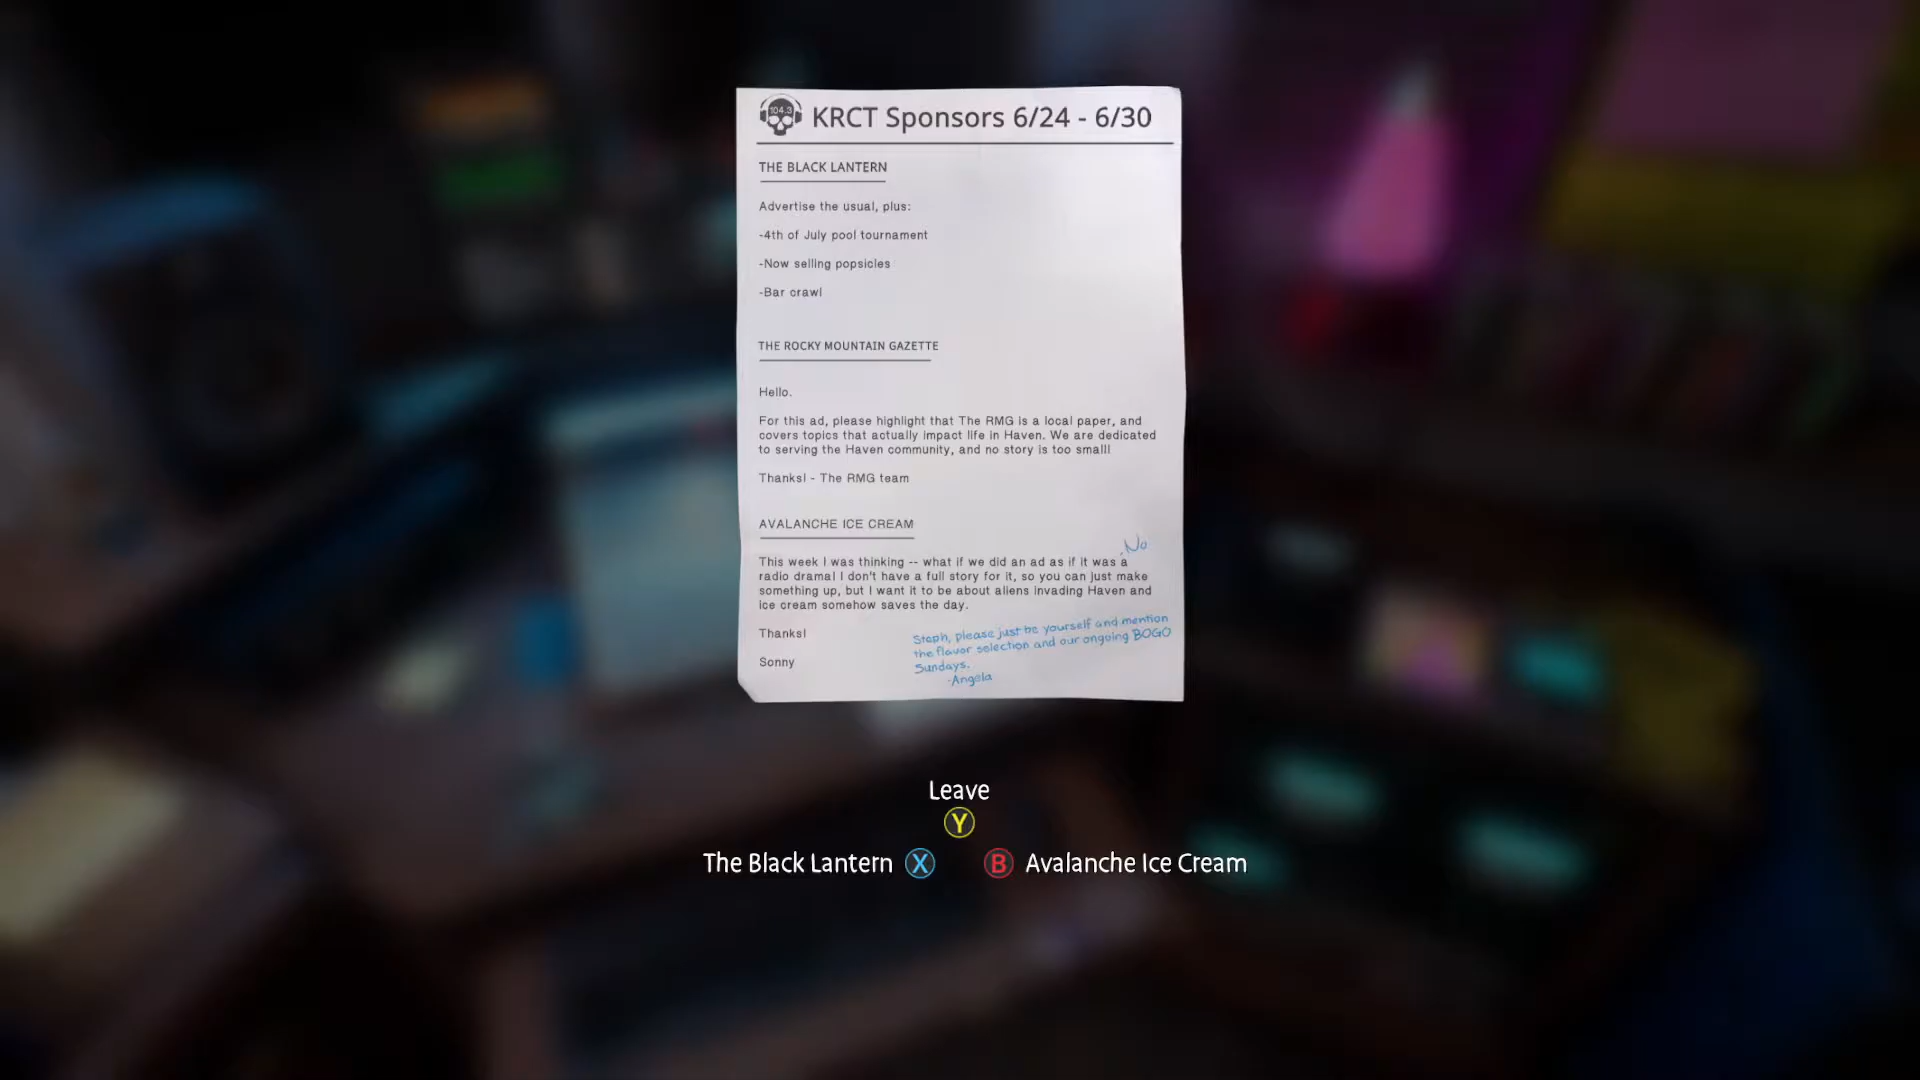 104.3
KRCT Sponsors 6/24 - 6/30
THE BLACK LANTERN
Advertise the usual, plus:
-4th of July pool tournament
-Now selling popsicles
-Bar crawl
THE ROCKY MOUNTAIN GAZETTE
Hello.
For this ad, please highlight that The RMG is a local paper, and
covers topics that actually impact life in Haven. We are dedicated
to serving the Haven community, and no story is too small!
Thanks! - The RMG team
AVALANCHE ICE CREAM
No
This week I was thinking -- what if we did an ad as if it was a
radio drama! I don't have a full story for it, so you can just make
something up, but I want it to be about aliens invading Haven and
ice cream somehow saves the day.
Thanks!
Sonny
Steph, please just be yourself and mention
the flavor selection and our ongoing BOGO
Sundays.
-Angela
Leave
Y
The Black Lantern X B Avalanche Ice Cream